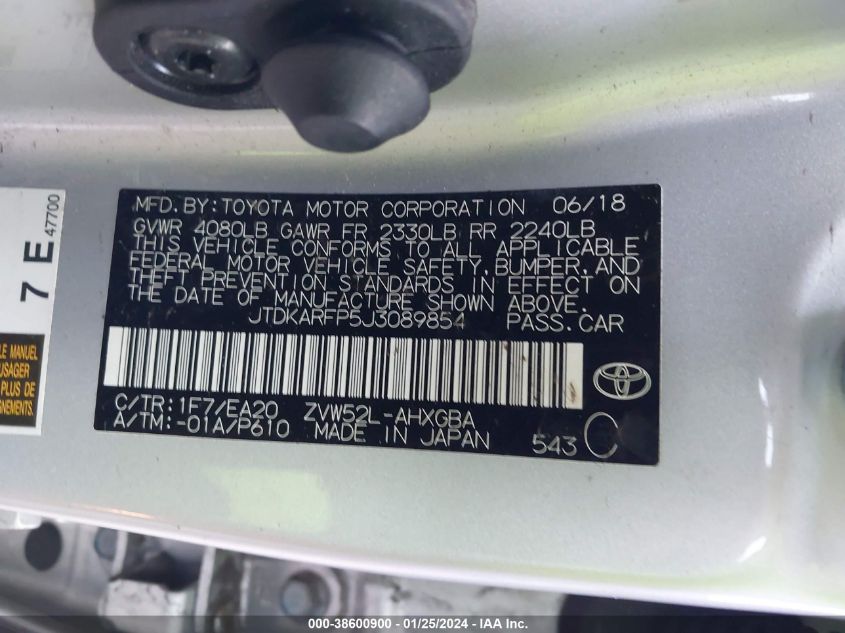 MFD. BY: TOYOTA MOTOR CORPORATION 06/18
GVWR 4080LB GAWR FR 2330LB RR 2240LB
THIS VEHICLE CONFORMS TO ALL APPLICABLE
FEDERAL MOTOR VEHICLE SAFETY, BUMPER, AND
THEFT PREVENTION STANDARDS IN EFFECT ON
THE DATE OF MANUFACTURE SHOWN ABOVE.
JTDKARFP5J3089854 PASS. CAR
C/TR: 1F7/EA20 ZVW52L-AHXGBA
A/TM: -01A/P610 MADE IN JAPAN 543 C
7 E 47700
LE MANUEL
USAGER
PLUS DE
GNEMENTS.
000-38600900 - 01/25/2024 - IAA Inc.